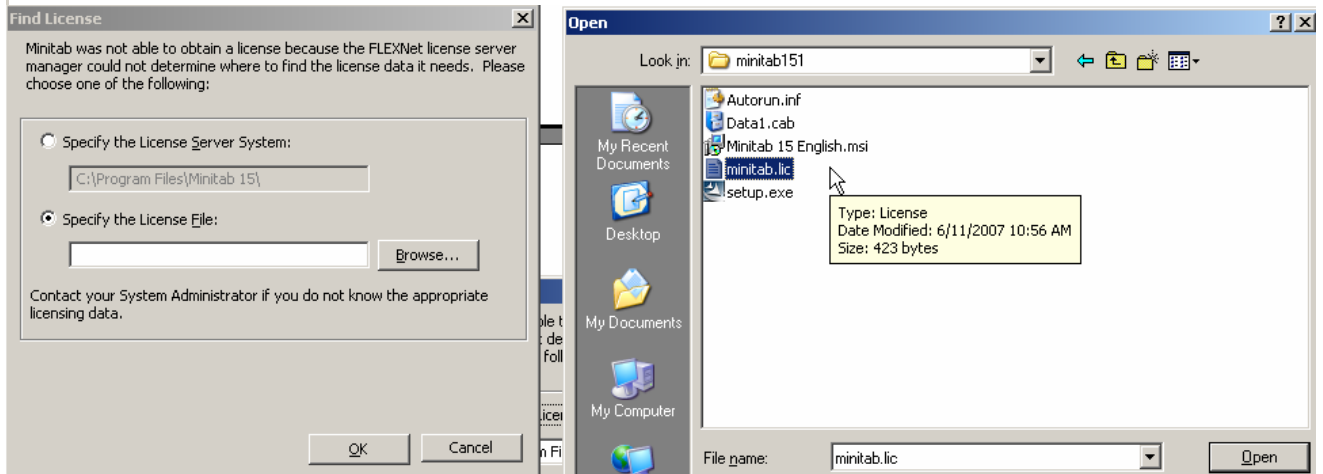 Find License
Minitab was not able to obtain a license because the FLEXNet license server
manager could not determine where to find the license data it needs.  Please
choose one of the following:
Specify the License Server System:
C:\Program Files\Minitab 15\
Specify the License File:
Browse...
Contact your System Administrator if you do not know the appropriate
licensing data.
OK
Cancel
Open
Look in:
minitab151
My Recent
Documents
Desktop
My Documents
My Computer
Autorun.inf
Data1.cab
Minitab 15 English.msi
minitab.lic
setup.exe
Type: License
Date Modified: 6/11/2007 10:56 AM
Size: 423 bytes
File name:
minitab.lic
Open